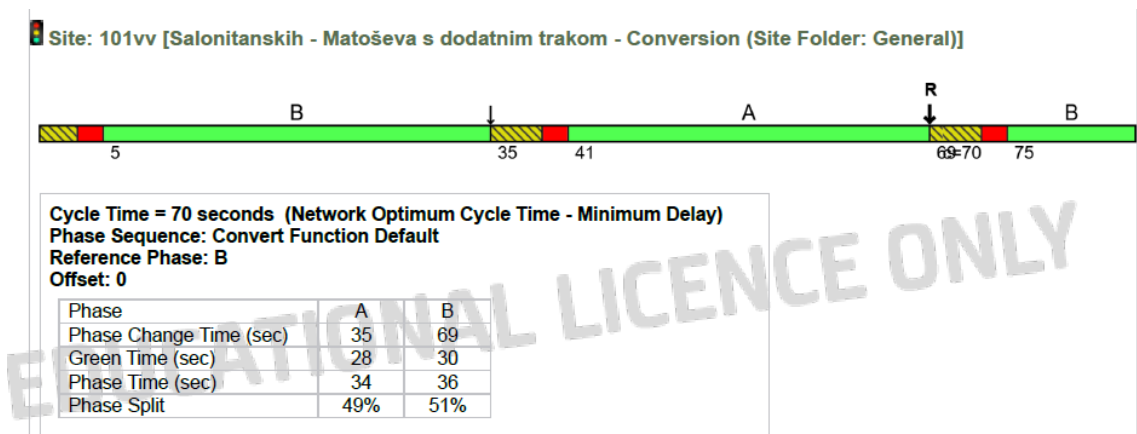 Site: 101vv [Salonitanskih - Matoševa s dodatnim trakom - Conversion (Site Folder: General)]
R
B A B
5 35 41 69 c=70 75
Cycle Time = 70 seconds (Network Optimum Cycle Time - Minimum Delay)
Phase Sequence: Convert Function Default
Reference Phase: B
Offset: 0
Phase A B
Phase Change Time (sec) 35 69
Green Time (sec) 28 30
Phase Time (sec) 34 36
Phase Split 49% 51%
EDUCATIONAL LICENCE ONLY